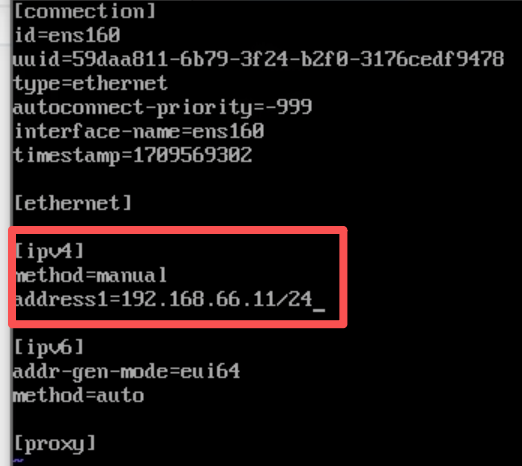 [connection]
id=ens160
uuid=59daa811-6b79-3f24-b2f0-3176cedf9478
type=ethernet
autoconnect-priority=-999
interface-name=ens160
timestamp=1709569302
[ethernet]
[ipv4]
method=manual
address1=192.168.66.11/24_
[ipv6]
addr-gen-mode=eui64
method=auto
[proxy]
~